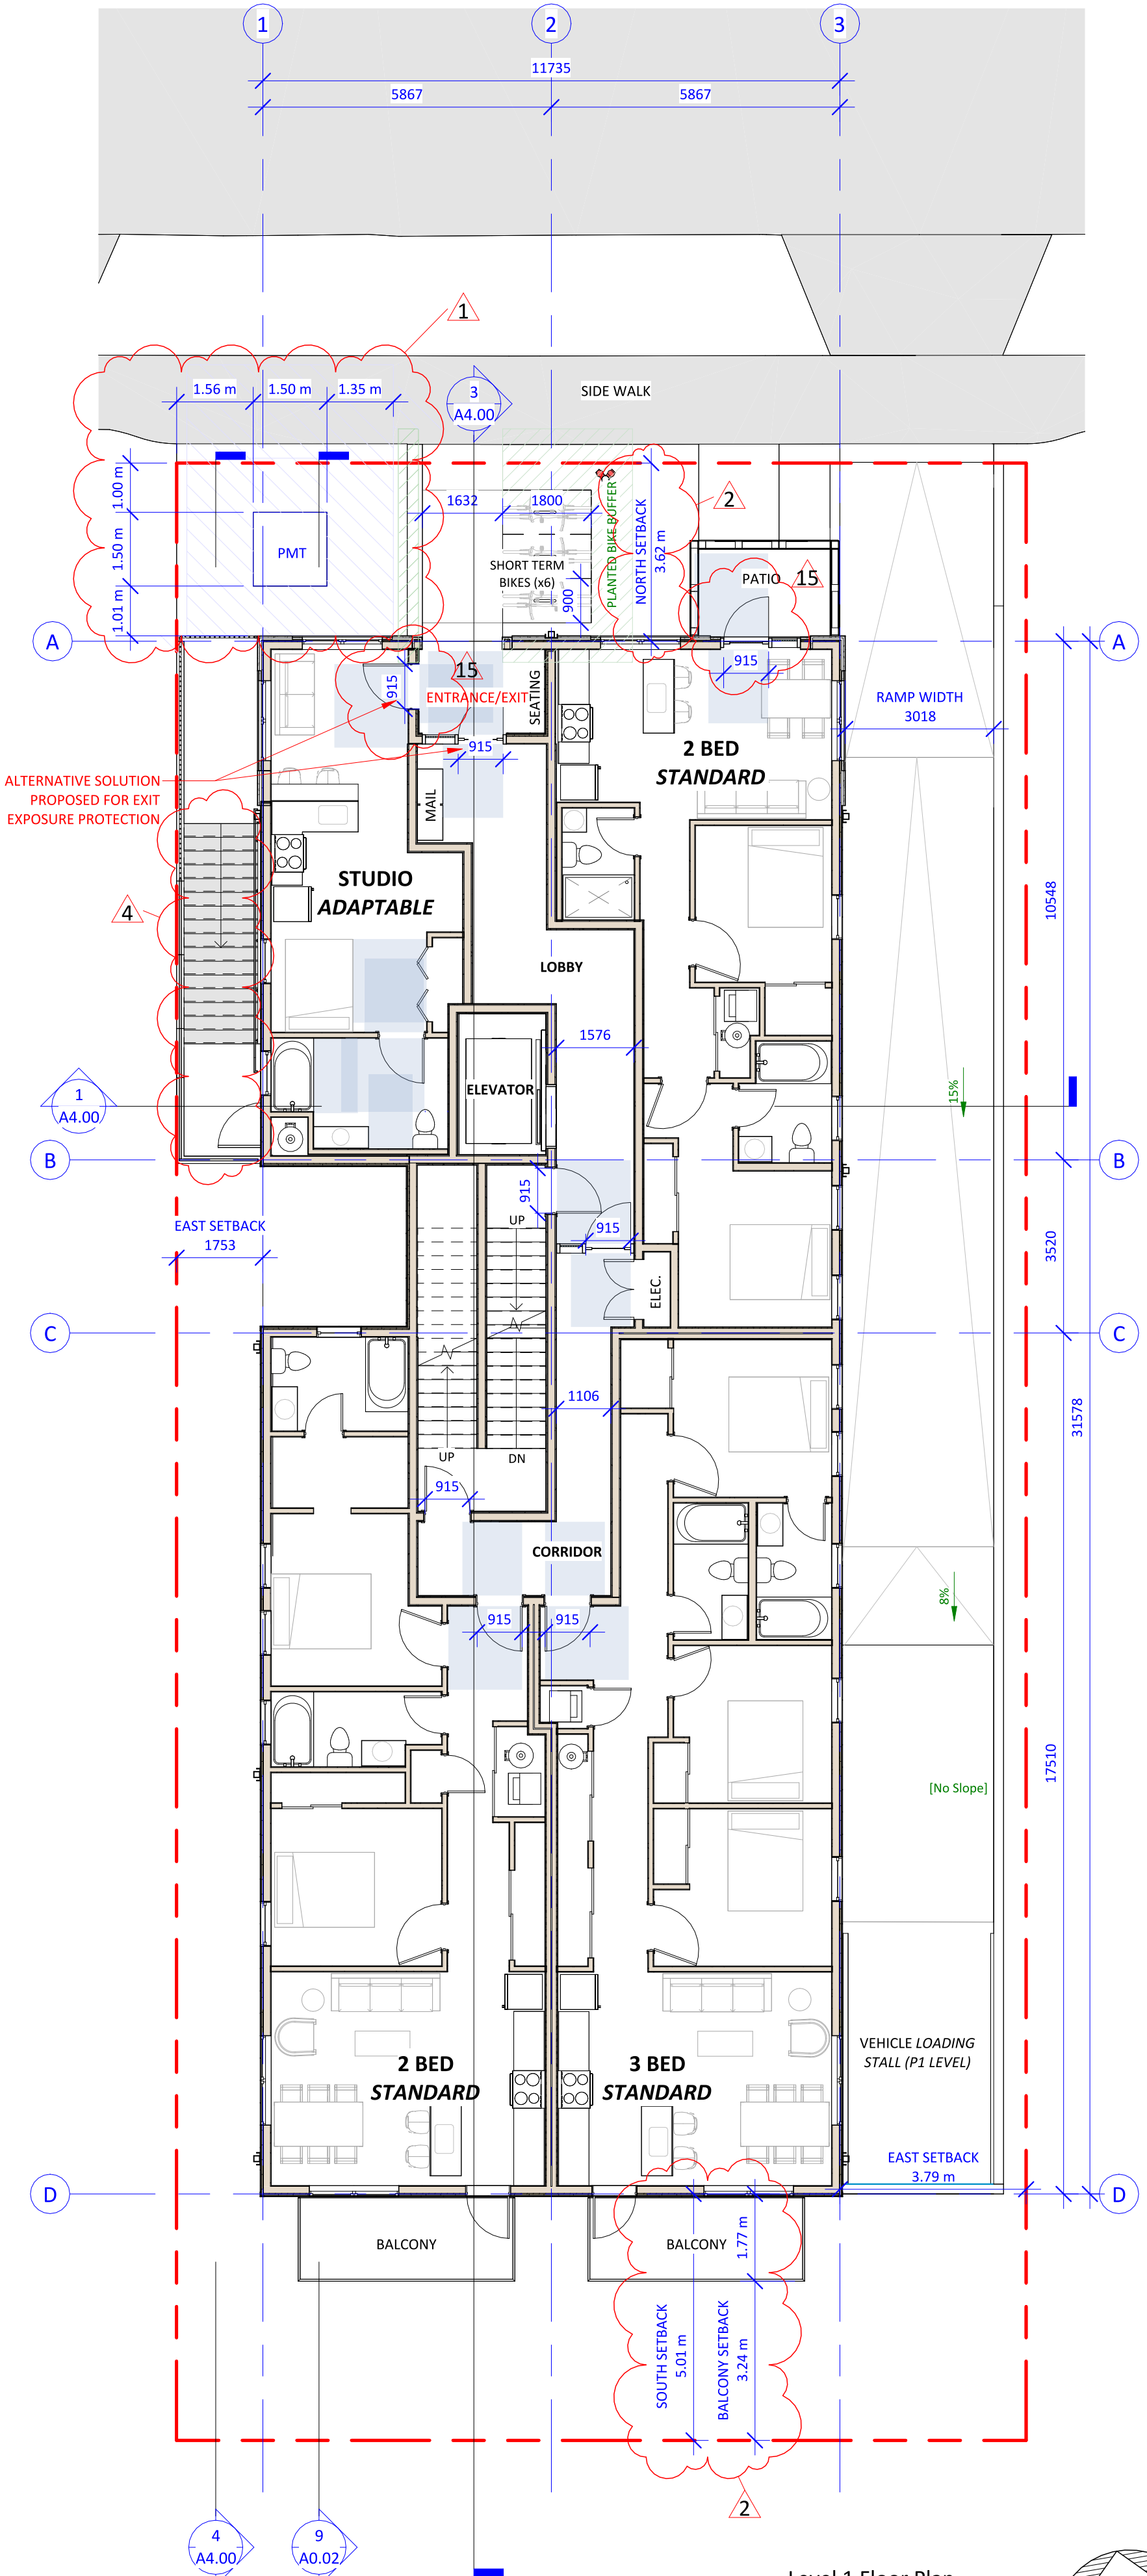 1
2
3
11735
5867
5867
1
1.56 m
1.50 m
1.35 m
3
A4.00
SIDE WALK
1.00 m
1.50 m
1.01 m
PMT
1632
1800
SHORT TERM
BIKES (x6)
900
PLANTED BIKE BUFFER
NORTH SETBACK
3.62 m
2
PATIO
15
A
A
915
15
ENTRANCE/EXIT
SEATING
915
915
RAMP WIDTH
3018
2 BED
STANDARD
ALTERNATIVE SOLUTION
PROPOSED FOR EXIT
EXPOSURE PROTECTION
MAIL
STUDIO
ADAPTABLE
4
10548
LOBBY
1576
ELEVATOR
1
A4.00
15%
B
B
915
UP
915
EAST SETBACK
1753
3520
ELEC.
C
C
1106
31578
UP
DN
915
CORRIDOR
8%
915
915
17510
[No Slope]
VEHICLE LOADING
STALL (P1 LEVEL)
2 BED
STANDARD
3 BED
STANDARD
EAST SETBACK
3.79 m
D
D
BALCONY
BALCONY
1.77 m
SOUTH SETBACK
5.01 m
BALCONY SETBACK
3.24 m
2
4
A4.00
9
A0.02
Level 1 Floor Plan